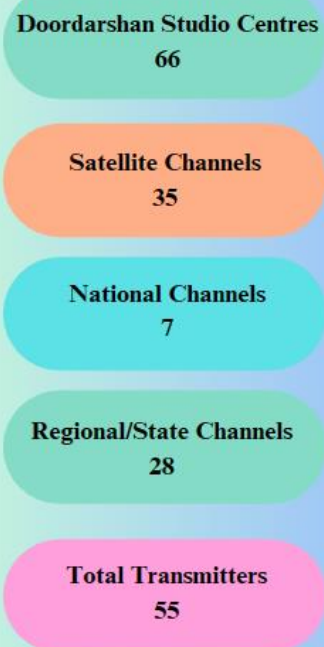 Doordarshan Studio Centres
66
Satellite Channels
35
National Channels
7
Regional/State Channels
28
Total Transmitters
55